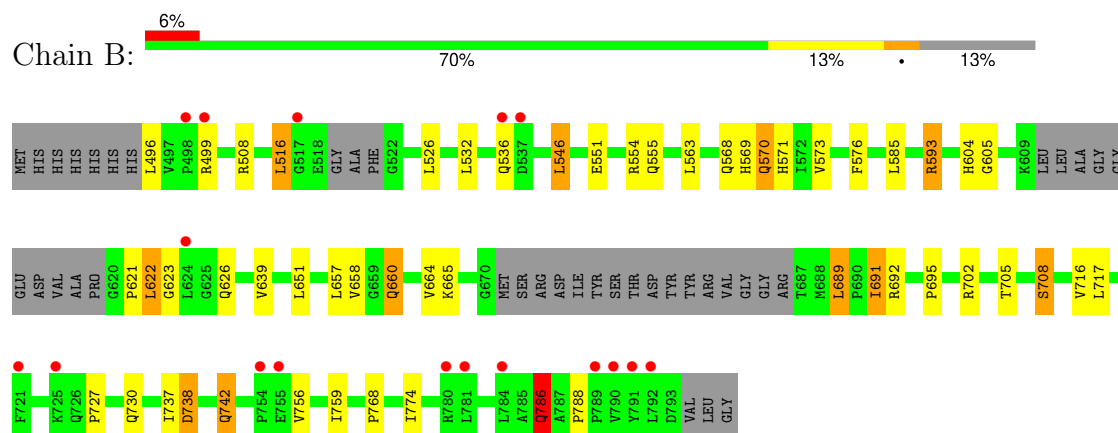 6%
Chain B:
70% 13% • 13%
MET HIS HIS HIS HIS HIS HIS L496 V497 P498 R499 R508 L516 G517 E518 GLY ALA PHE G522 L526 L532 Q536 D537 L546 E551 R554 Q555 L563 Q568 H569 Q570 H571 I572 V573 F576 L585 R593 H604 G605 K609 LEU LEU ALA GLY GLY
GLU ASP VAL ALA PRO G620 P621 L622 G623 L624 G625 Q626 V639 L651 L657 V658 G659 Q660 V664 K665 G670 MET SER ARG ASP ILE TYR SER THR ASP TYR TYR ARG VAL GLY GLY ARG T687 M688 L689 P690 I691 R692 P695 R702 T705 S708 V716 L717
F721 K725 Q726 P727 Q730 I737 D738 Q742 P754 E755 V756 I759 P768 I774 R780 L781 L784 A785 Q786 A787 P788 P789 V790 Y791 L792 D793 VAL LEU GLY